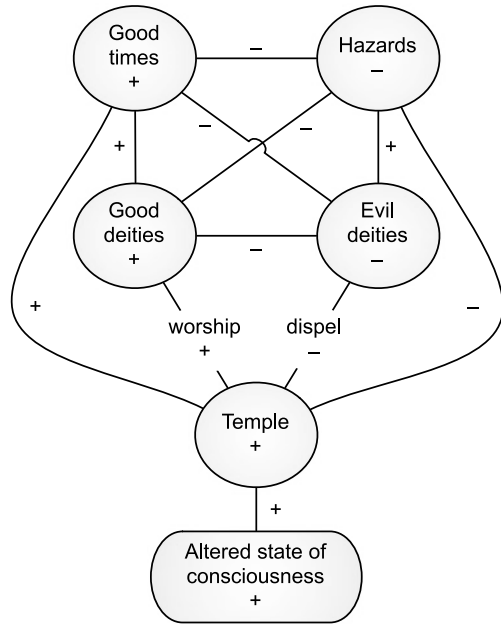 Good
times
+
Hazards
–
–
+
–
–
+
Good
deities
+
Evil
deities
–
–
worship
+
dispel
–
+
–
Temple
+
+
Altered state of
consciousness
+